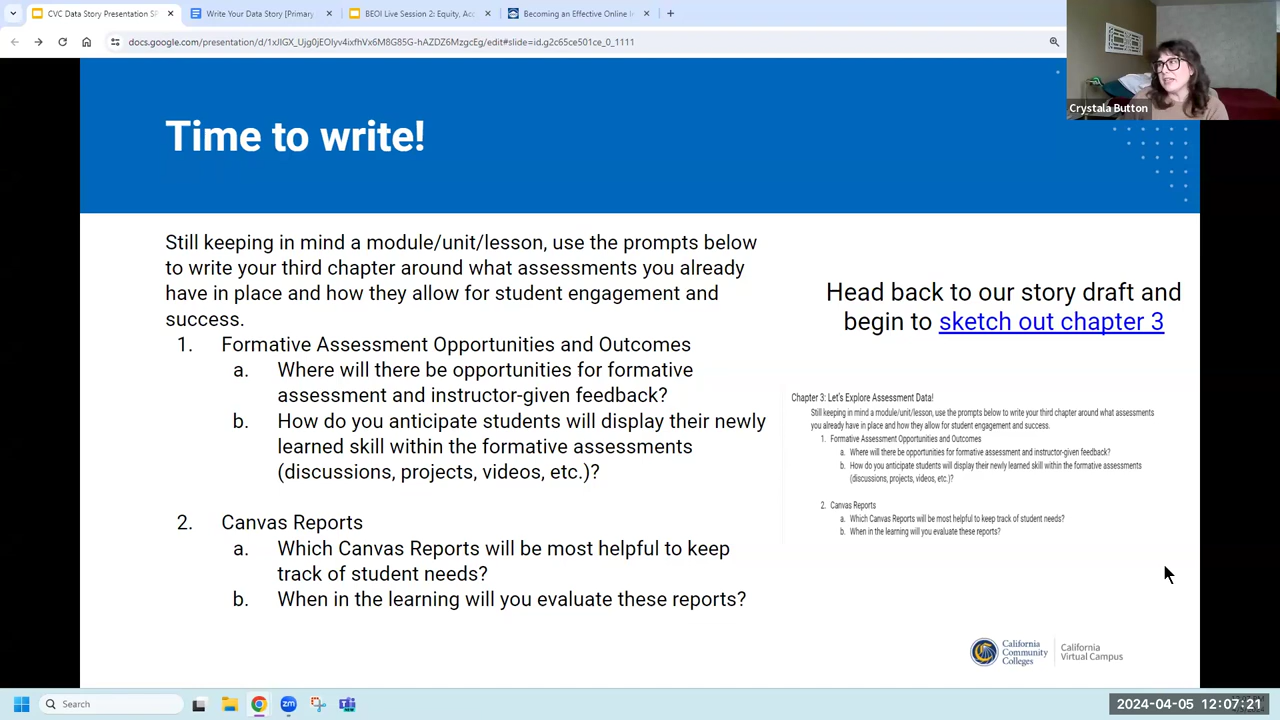 CVC Data Story Presentation SP
Write Your Data Story [Primary
BEOI Live Session 2: Equity, Acc
Becoming an Effective Online I
docs.google.com/presentation/d/1xJIGX_Ujg0jEOIyv4ixfhVx6M8G85G-hAZDZ6MzgcEg/edit#slide=id.g2c65ce501ce_0_1111
Crystala Button
Time to write!
Still keeping in mind a module/unit/lesson, use the prompts below
to write your third chapter around what assessments you already
have in place and how they allow for student engagement and
success.
1. Formative Assessment Opportunities and Outcomes
a. Where will there be opportunities for formative
assessment and instructor-given feedback?
b. How do you anticipate students will display their newly
learned skill within the formative assessments
(discussions, projects, videos, etc.)?
2. Canvas Reports
a. Which Canvas Reports will be most helpful to keep
track of student needs?
b. When in the learning will you evaluate these reports?
Head back to our story draft and
begin to sketch out chapter 3
Chapter 3: Let's Explore Assessment Data!
Still keeping in mind a module/unit/lesson, use the prompts below to write your third chapter around what assessments
you already have in place and how they allow for student engagement and success.
1. Formative Assessment Opportunities and Outcomes
a. Where will there be opportunities for formative assessment and instructor-given feedback?
b. How do you anticipate students will display their newly learned skill within the formative assessments
(discussions, projects, videos, etc.)?
2. Canvas Reports
a. Which Canvas Reports will be most helpful to keep track of student needs?
b. When in the learning will you evaluate these reports?
California
Community
Colleges
California
Virtual Campus
Search
2024-04-05 12:07:21